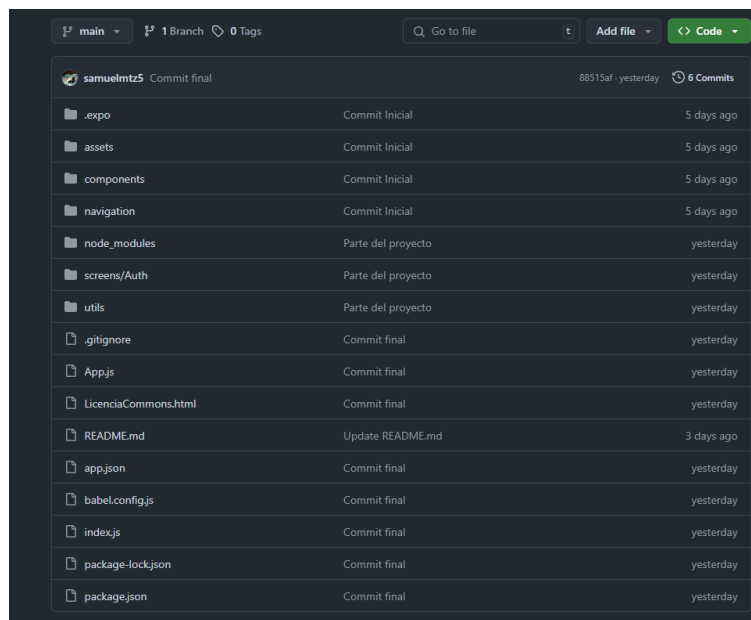 main 1 Branch 0 Tags Go to file t Add file Code
samuelmtz5 Commit final 88515af · yesterday 6 Commits
.expo Commit Inicial 5 days ago
assets Commit Inicial 5 days ago
components Commit Inicial 5 days ago
navigation Commit Inicial 5 days ago
node_modules Parte del proyecto yesterday
screens/Auth Parte del proyecto yesterday
utils Parte del proyecto yesterday
.gitignore Commit final yesterday
App.js Commit final yesterday
LicenciaCommons.html Commit final yesterday
README.md Update README.md 3 days ago
app.json Commit final yesterday
babel.config.js Commit final yesterday
index.js Commit final yesterday
package-lock.json Commit final yesterday
package.json Commit final yesterday